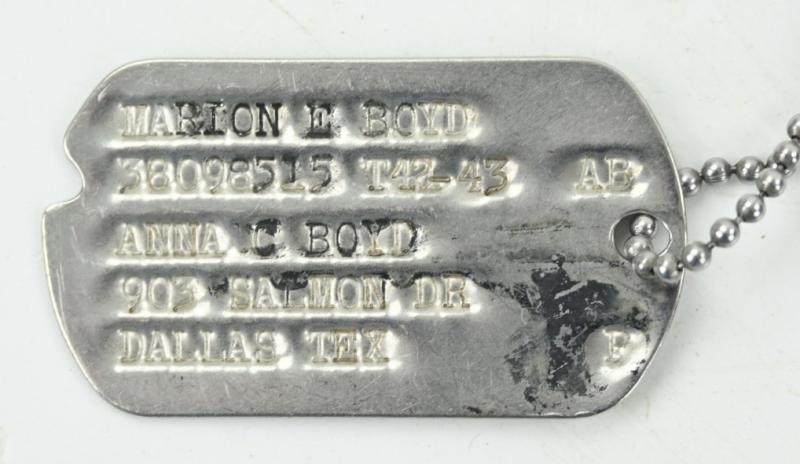 MARION E BOYD
38098515 T42-43 AB
ANNA C BOYD
903 SALMON DR
DALLAS TEX P